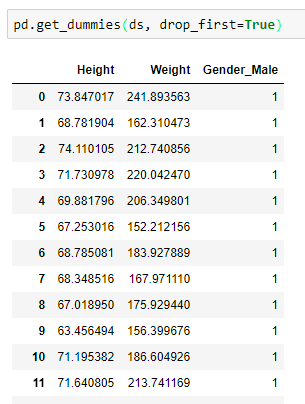 pd.get_dummies(ds, drop_first=True)
Height Weight Gender_Male
0 73.847017 241.893563 1
1 68.781904 162.310473 1
2 74.110105 212.740856 1
3 71.730978 220.042470 1
4 69.881796 206.349801 1
5 67.253016 152.212156 1
6 68.785081 183.927889 1
7 68.348516 167.971110 1
8 67.018950 175.929440 1
9 63.456494 156.399676 1
10 71.195382 186.604926 1
11 71.640805 213.741169 1